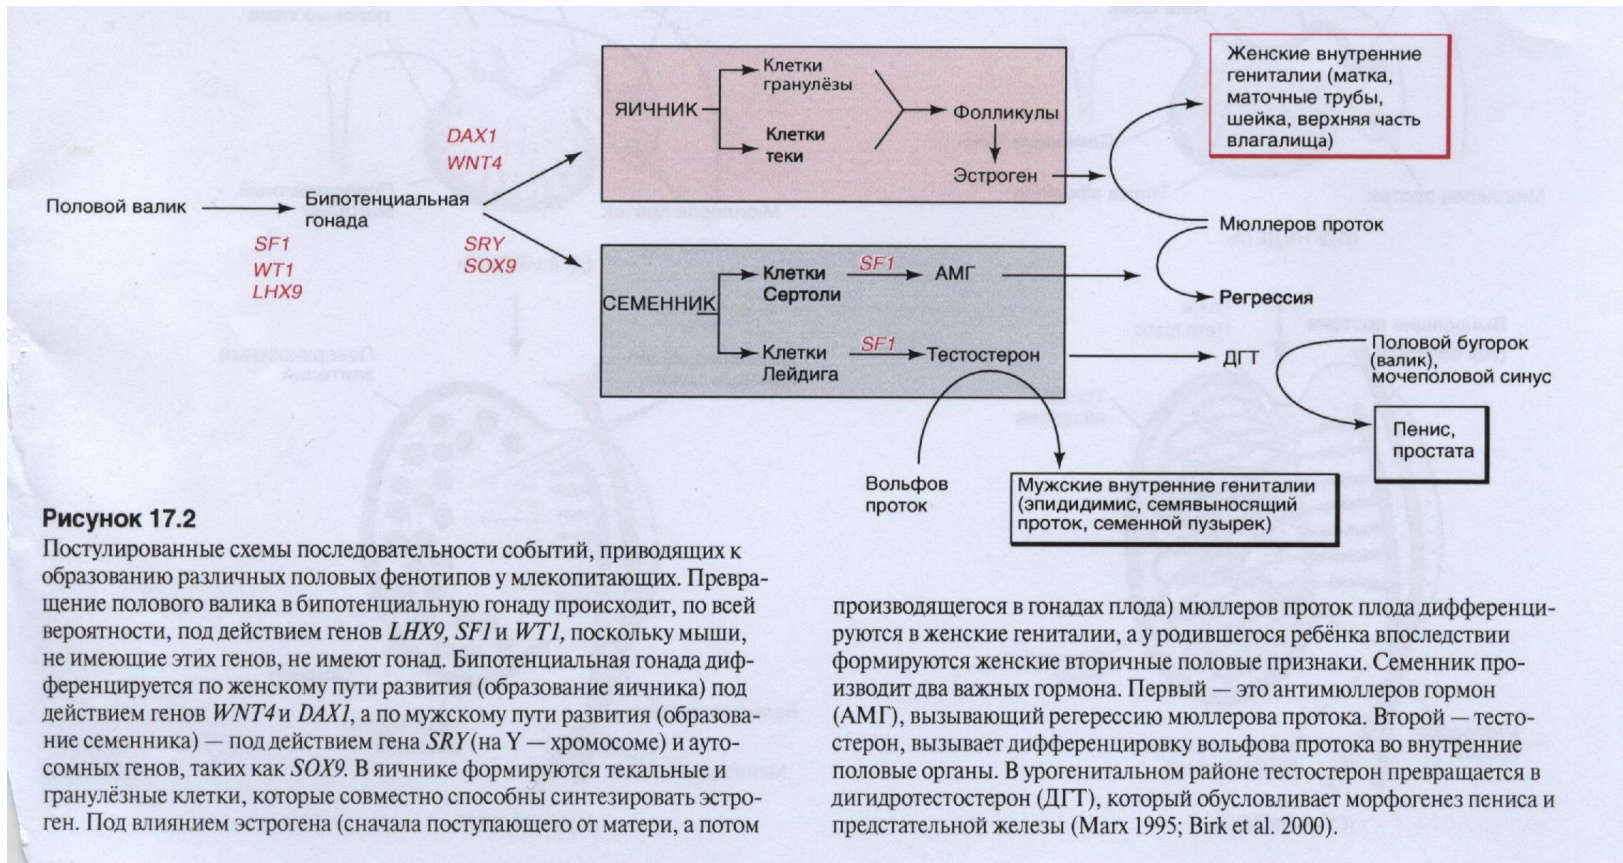 Женские внутренние
гениталии (матка,
маточные трубы,
шейка, верхняя часть
влагалища)
Клетки
гранулёзы
ЯИЧНИК
Клетки
теки
Фолликулы
Эстроген
DAX1
WNT4
Половой валик
Бипотенциальная
гонада
SF1
WT1
LHX9
SRY
SOX9
Мюллеров проток
Регрессия
СЕМЕННИК
Клетки
Сертоли
SF1
АМГ
Клетки
Лейдига
SF1
Тестостерон
ДГТ
Половой бугорок
(валик),
мочеполовой синус
Пенис,
простата
Вольфов
проток
Мужские внутренние гениталии
(эпидидимис, семявыносящий
проток, семенной пузырек)
Рисунок 17.2
Постулированные схемы последовательности событий, приводящих к
образованию различных половых фенотипов у млекопитающих. Превра-
щение полового валика в бипотенциальную гонаду происходит, по всей
вероятности, под действием генов LHX9, SF1 и WT1, поскольку мыши,
не имеющие этих генов, не имеют гонад. Бипотенциальная гонада диф-
ференцируется по женскому пути развития (образование яичника) под
действием генов WNT4 и DAX1, а по мужскому пути развития (образова-
ние семенника) — под действием гена SRY (на Y — хромосоме) и ауто-
сомных генов, таких как SOX9. В яичнике формируются текальные и
гранулёзные клетки, которые совместно способны синтезировать эстро-
ген. Под влиянием эстрогена (сначала поступающего от матери, а потом
производящегося в гонадах плода) мюллеров проток плода дифференци-
руются в женские гениталии, а у родившегося ребёнка впоследствии
формируются женские вторичные половые признаки. Семенник про-
изводит два важных гормона. Первый — это антимюллеров гормон
(АМГ), вызывающий регерессию мюллерова протока. Второй — тесто-
стерон, вызывает дифференцировку вольфова протока во внутренние
половые органы. В урогенитальном районе тестостерон превращается в
дигидротестостерон (ДГТ), который обусловливает морфогенез пениса и
предстательной железы (Marx 1995; Birk et al. 2000).